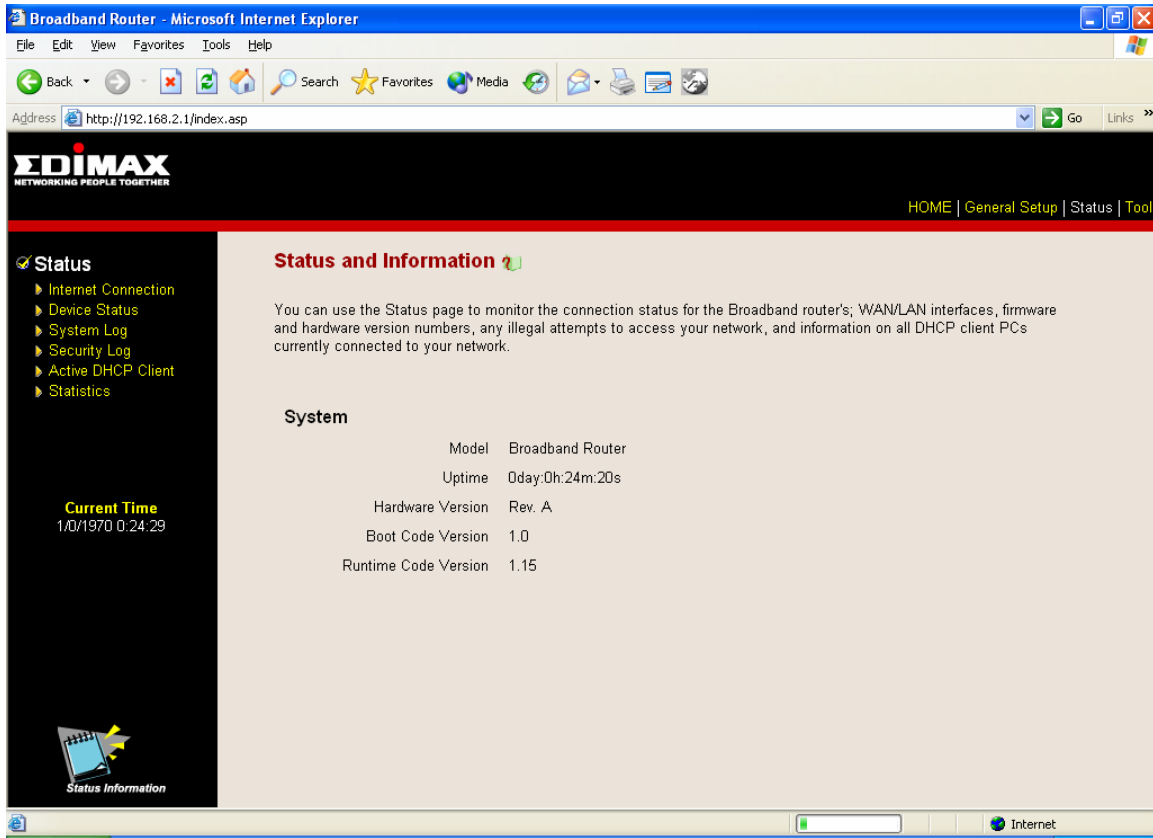 Broadband Router - Microsoft Internet Explorer
File Edit View Favorites Tools Help
Back Search Favorites Media
Address http://192.168.2.1/index.asp Go Links »
EDIMAX
NETWORKING PEOPLE TOGETHER
HOME | General Setup | Status | Tool
Status
Internet Connection
Device Status
System Log
Security Log
Active DHCP Client
Statistics
Current Time
1/0/1970 0:24:29
Status Information
Status and Information
You can use the Status page to monitor the connection status for the Broadband router's; WAN/LAN interfaces, firmware
and hardware version numbers, any illegal attempts to access your network, and information on all DHCP client PCs
currently connected to your network.
System
Model Broadband Router
Uptime 0day:0h:24m:20s
Hardware Version Rev. A
Boot Code Version 1.0
Runtime Code Version 1.15
Internet